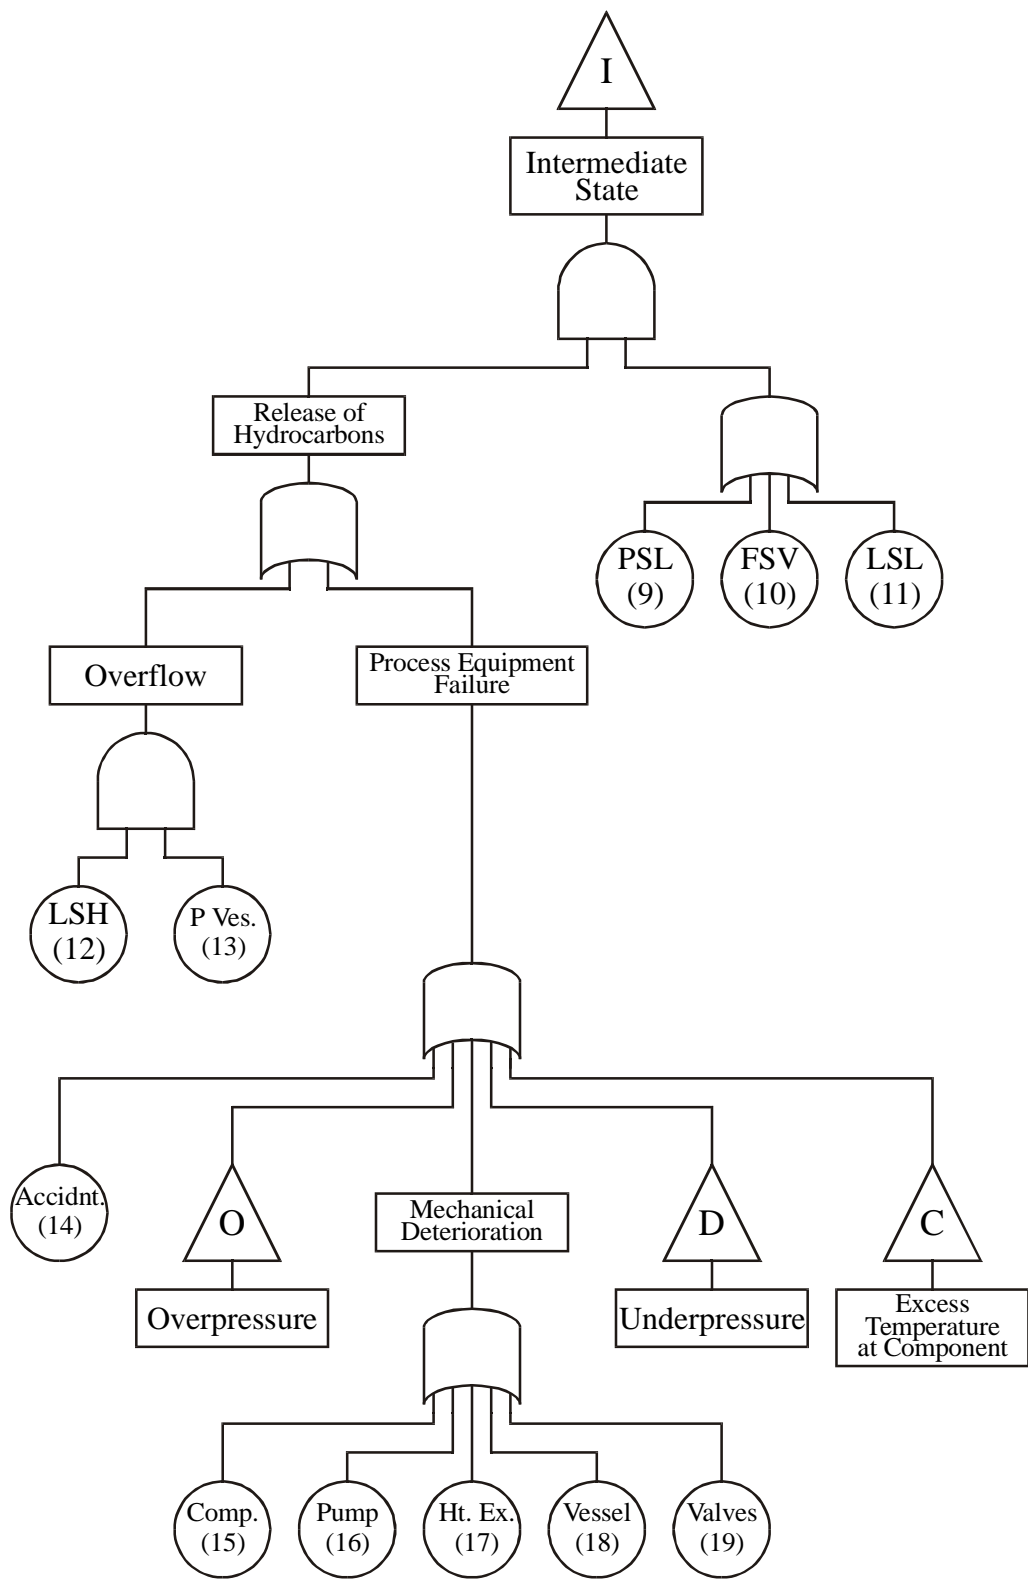 I
Intermediate
State
Release of
Hydrocarbons
PSL
(9)
FSV
(10)
LSL
(11)
Overflow
Process Equipment
Failure
LSH
(12)
P Ves.
(13)
Accidnt.
(14)
O
Overpressure
Mechanical
Deterioration
D
Underpressure
C
Excess
Temperature
at Component
Comp.
(15)
Pump
(16)
Ht. Ex.
(17)
Vessel
(18)
Valves
(19)